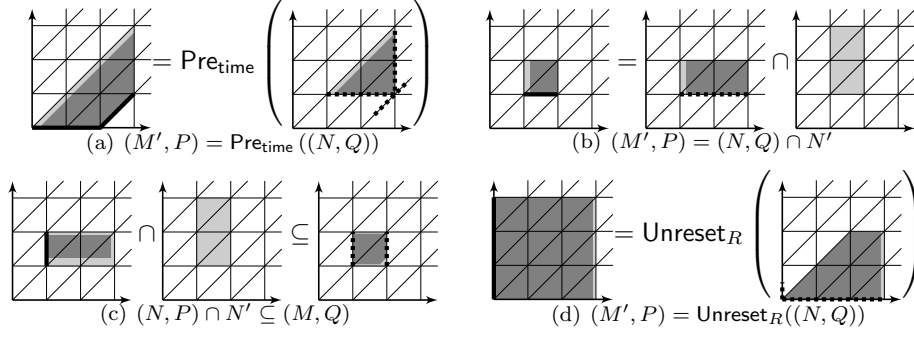 = Pre_time ( )
(a) (M′, P) = Pre_time ((N, Q))
= ∩
(b) (M′, P) = (N, Q) ∩ N′
∩ ⊆
(c) (N, P) ∩ N′ ⊆ (M, Q)
= Unreset_R ( )
(d) (M′, P) = Unreset_R((N, Q))